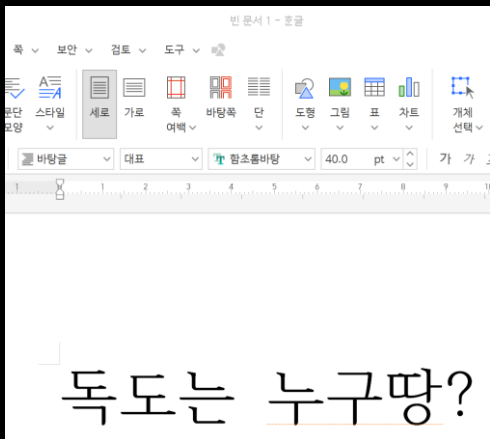 빈 문서 1 - 훈글
쪽 보안 검토 도구
문단 모양 스타일 세로 가로 쪽 여백 바탕쪽 단 도형 그림 표 차트 개체 선택
바탕글 대표 함초롬바탕 40.0 pt 가 가
1 1 2 3 4 5 6 7 8 9 10
독도는 누구땅?